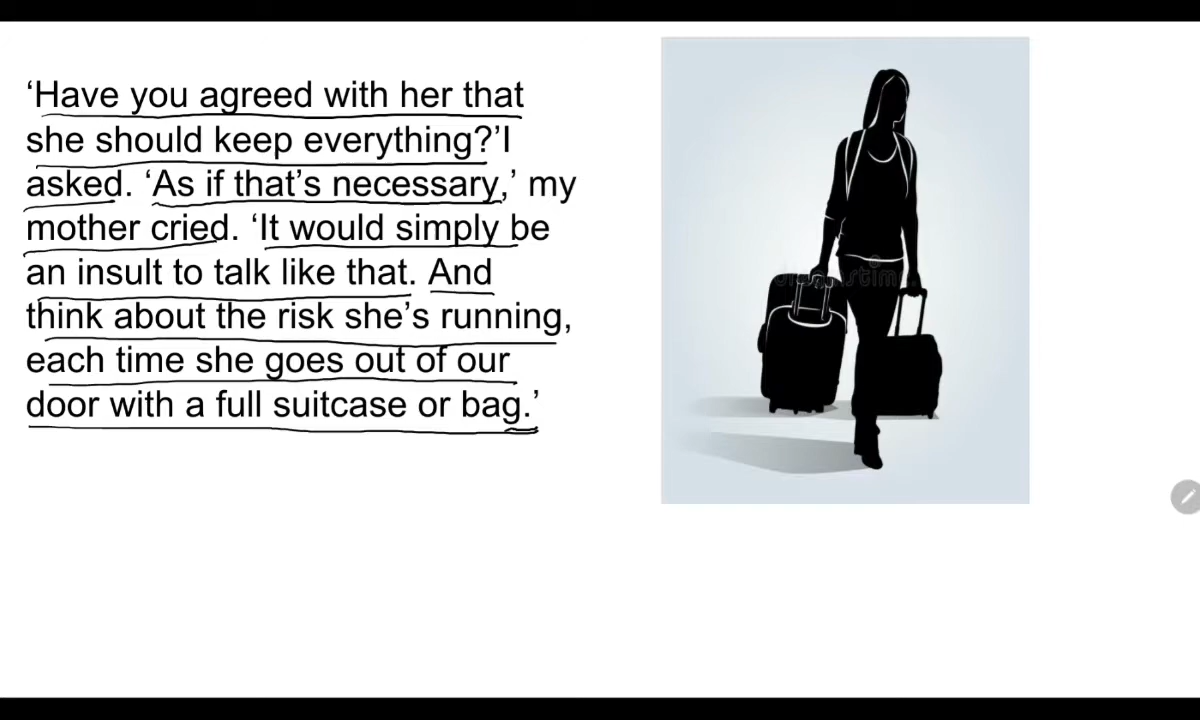 ‘Have you agreed with her that
she should keep everything?’I
asked. ‘As if that’s necessary,’ my
mother cried. ‘It would simply be
an insult to talk like that. And
think about the risk she’s running,
each time she goes out of our
door with a full suitcase or bag.’